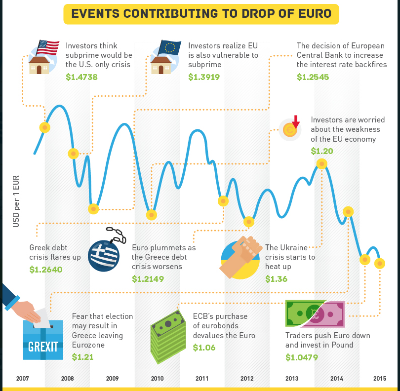 EVENTS CONTRIBUTING TO DROP OF EURO
Investors think
subprime would be
the U.S. only crisis
$1.4738
Investors realize EU
is also vulnerable to
subprime
$1.3919
The decision of European
Central Bank to increase
the interest rate backfires
$1.2545
Investors are worried
about the weakness
of the EU economy
$1.20
USD per 1 EUR
Greek debt
crisis flares up
$1.2640
Euro plummets as
the Greece debt
crisis worsens
$1.2149
The Ukraine
crisis starts to
heat up
$1.36
GREXIT
Fear that election
may result in
Greece leaving
Eurozone
$1.21
ECB's purchase
of eurobonds
devalues the Euro
$1.06
Traders push Euro down
and invest in Pound
$1.0479
2007 2008 2009 2010 2011 2012 2013 2014 2015